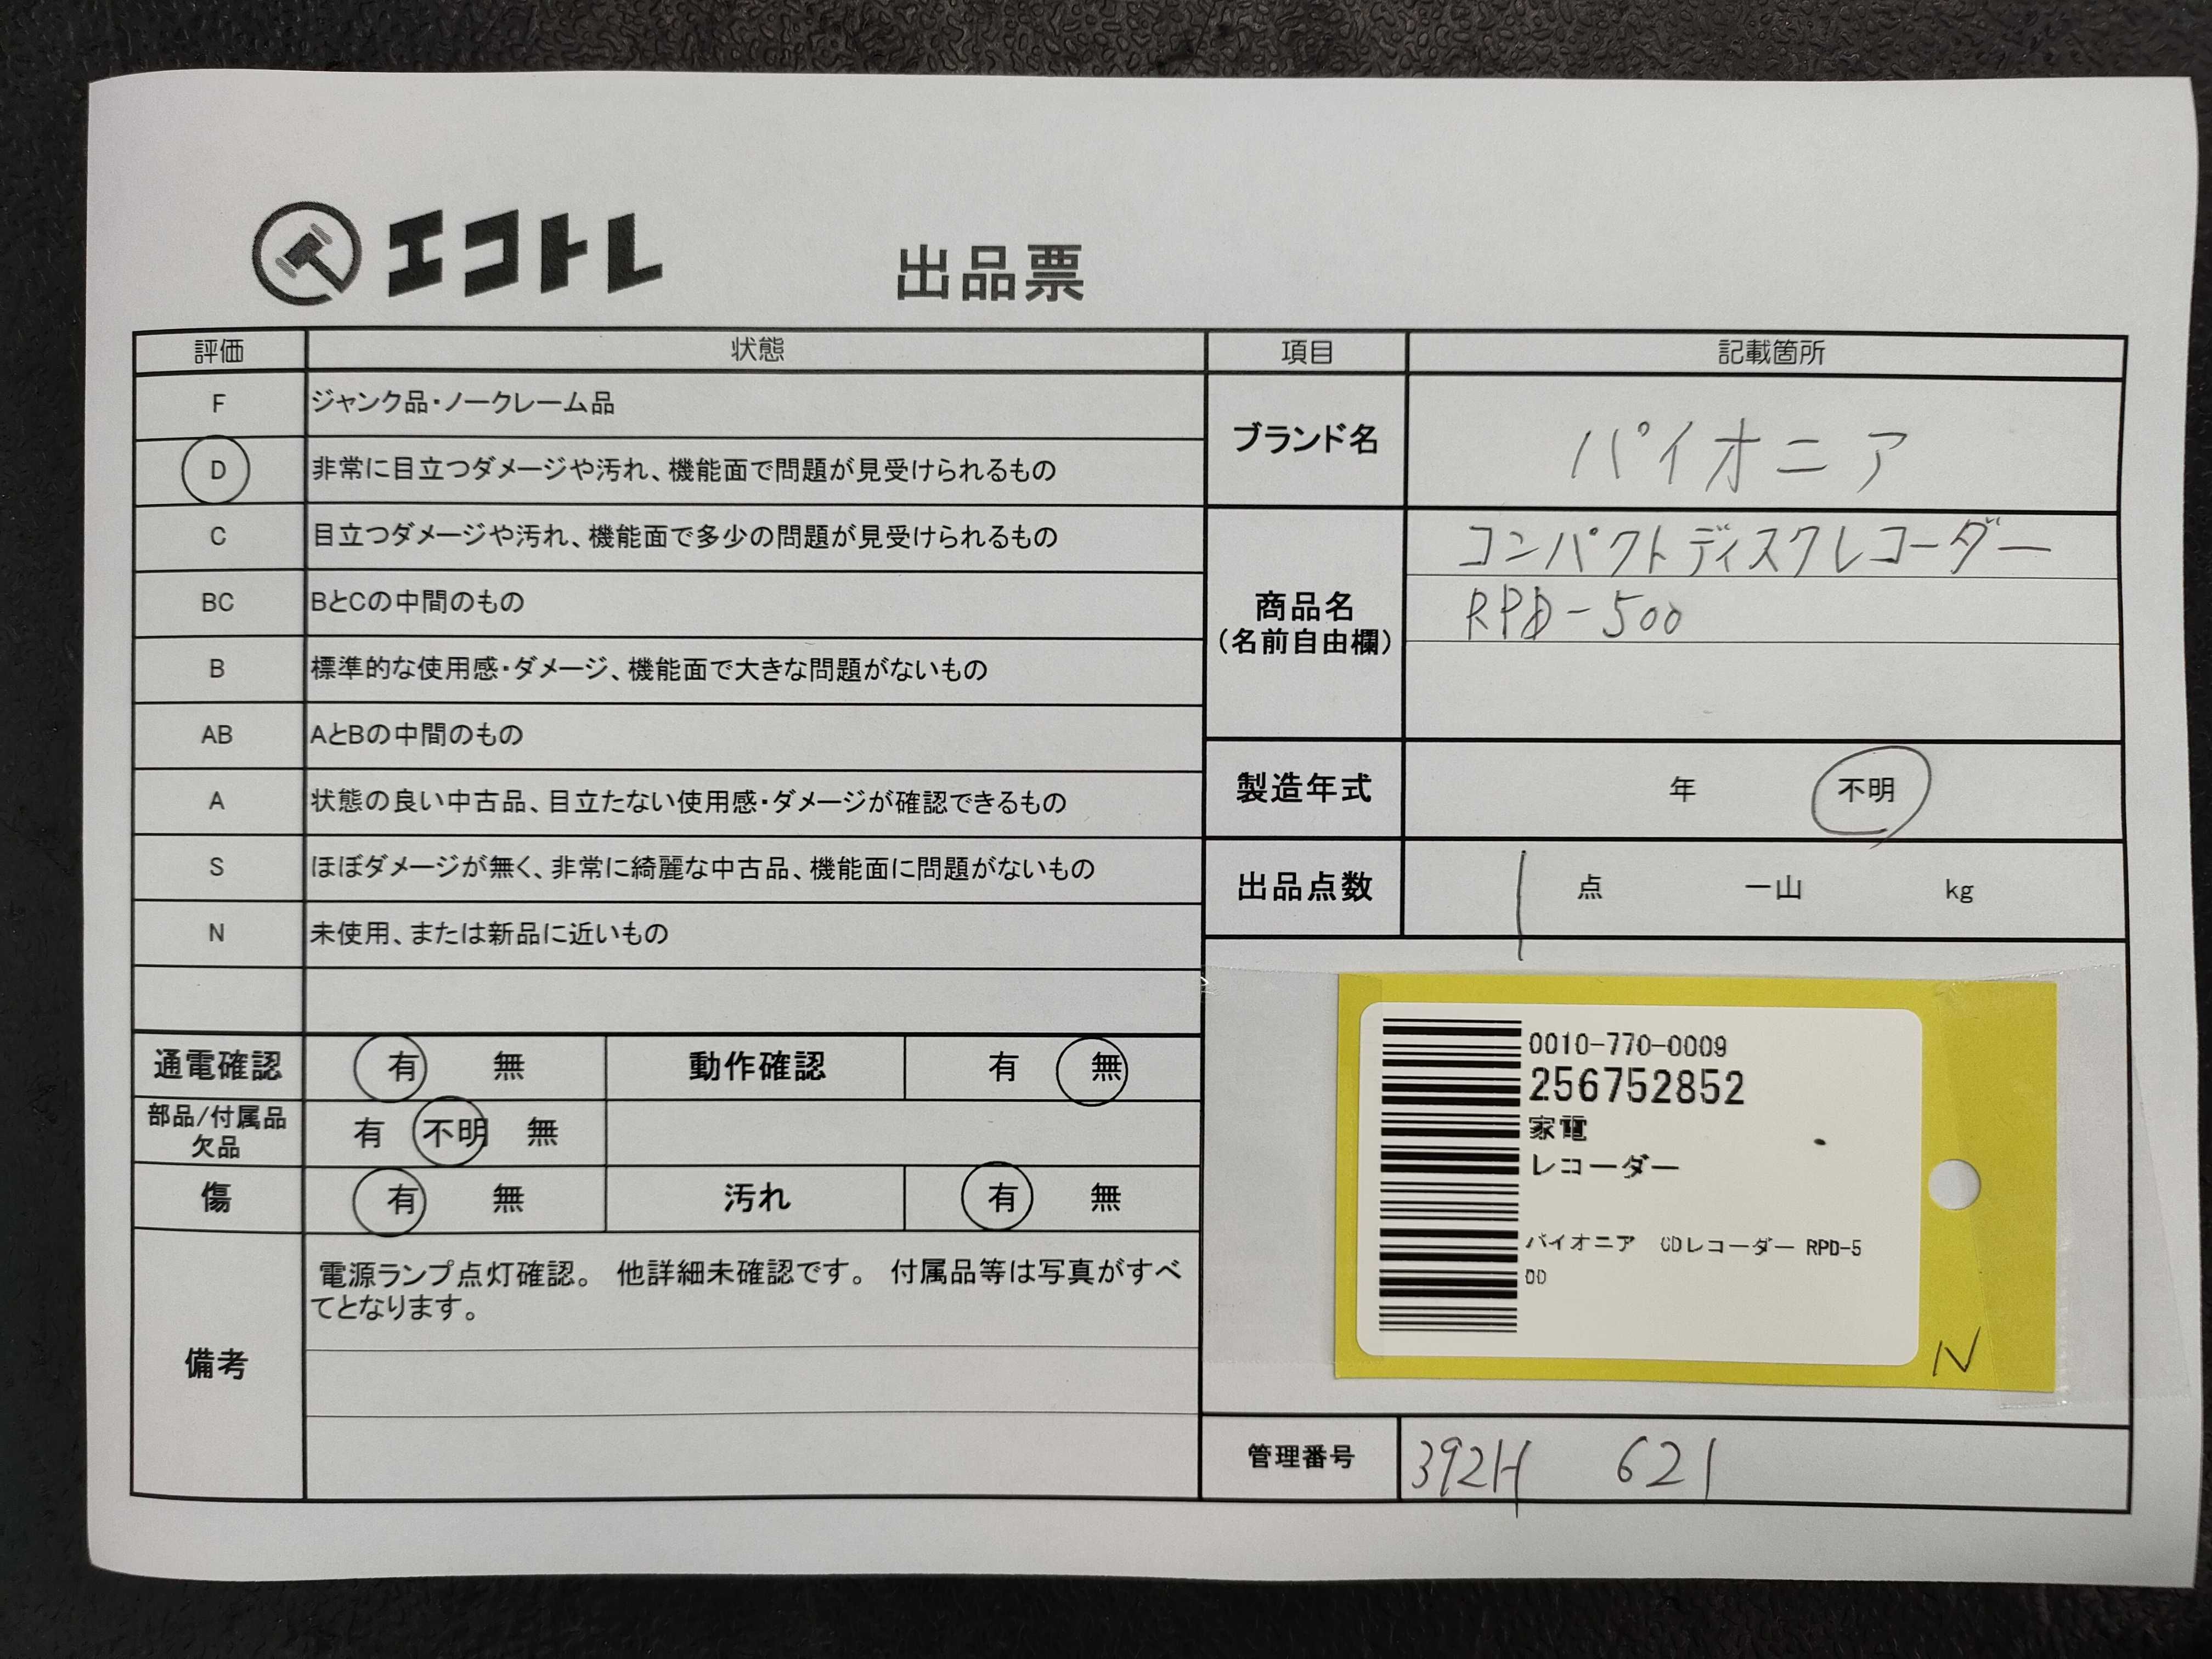 エコトレ
出品票
評価 状態
F ジャンク品・ノークレーム品
D 非常に目立つダメージや汚れ、機能面で問題が見受けられるもの
C 目立つダメージや汚れ、機能面で多少の問題が見受けられるもの
BC BとCの中間のもの
B 標準的な使用感・ダメージ、機能面で大きな問題がないもの
AB AとBの中間のもの
A 状態の良い中古品、目立たない使用感・ダメージが確認できるもの
S ほぼダメージが無く、非常に綺麗な中古品、機能面に問題がないもの
N 未使用、または新品に近いもの
通電確認 有 無 動作確認 有 無
部品/付属品
欠品
有 不明 無
傷 有 無 汚れ 有 無
備考
電源ランプ点灯確認。 他詳細未確認です。 付属品等は写真がすべ
てとなります。
項目 記載箇所
ブランド名 パイオニア
商品名
(名前自由欄)
コンパクトディスクレコーダー
RPD-500
製造年式 年 不明
出品点数 1 点 一山 kg
0010-770-0009
256752852
家電
レコーダー
パイオニア CDレコーダー RPD-5
00
N
管理番号 392H 621